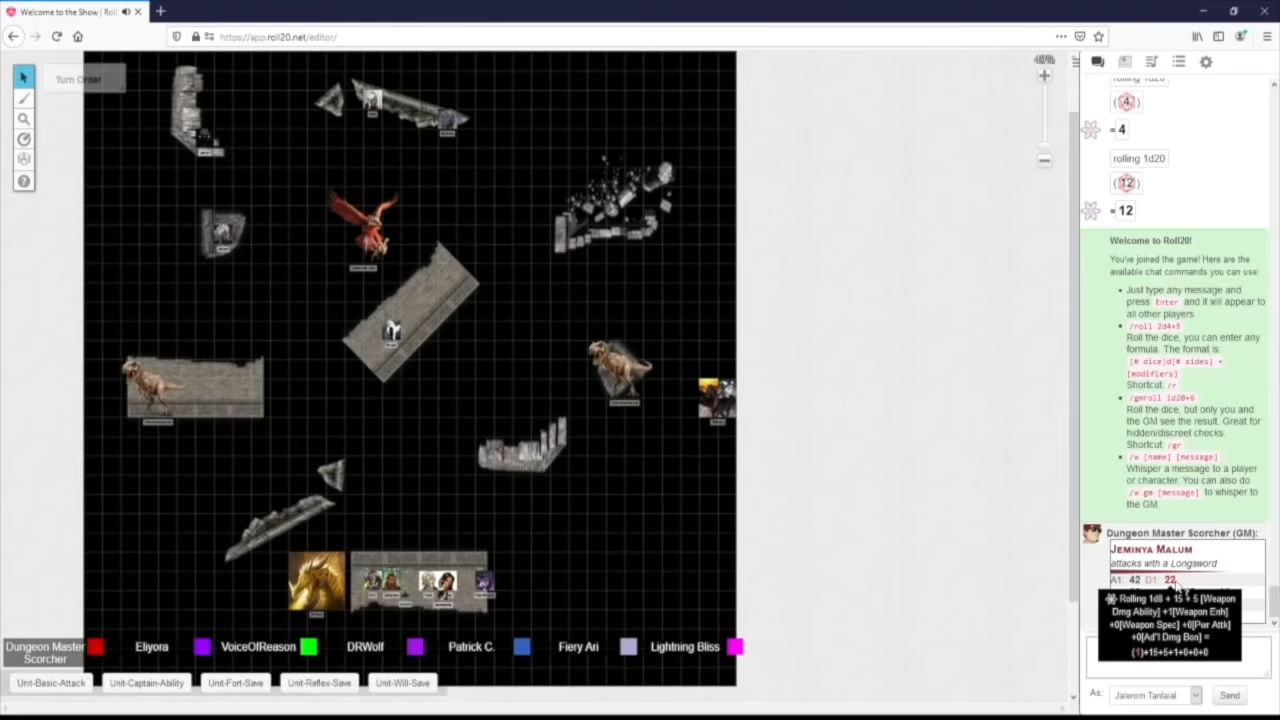 Welcome to the Show | Roll
https://app.roll20.net/editor/
Turn Order
rolling 1d20
(4)
= 4
rolling 1d20
(12)
= 12
Welcome to Roll20!
You've joined the game! Here are the
available chat commands you can use:
Just type any message and
press Enter and it will appear to
all other players
/roll 2d4+5
Roll the dice, you can enter any
formula. The format is:
[# dice]d[# sides] +
[modifiers]
Shortcut: /r
/gmroll 1d20+6
Roll the dice, but only you and
the GM see the result. Great for
hidden/discreet checks.
Shortcut: /gr
/w [name] [message]
Whisper a message to a player
or character. You can also do
/w gm [message] to whisper to
the GM.
Dungeon Master Scorcher (GM):
Jeminya Malum
attacks with a Longsword
A1: 42 D1: 22
Rolling 1d8 + 15 + 5 [Weapon
Dmg Ability] +1[Weapon Enh]
+0[Weapon Spec] +0[Pwr Attk]
+0[Ad'l Dmg Bon] =
(1)+15+5+1+0+0+0
As:
Jalerom Tanlaial
Send
Dungeon Master
Scorcher
Eliyora
VoiceOfReason
DRWolf
Patrick C.
Fiery Ari
Lightning Bliss
Unit-Basic-Attack
Unit-Captain-Ability
Unit-Fort-Save
Unit-Reflex-Save
Unit-Will-Save